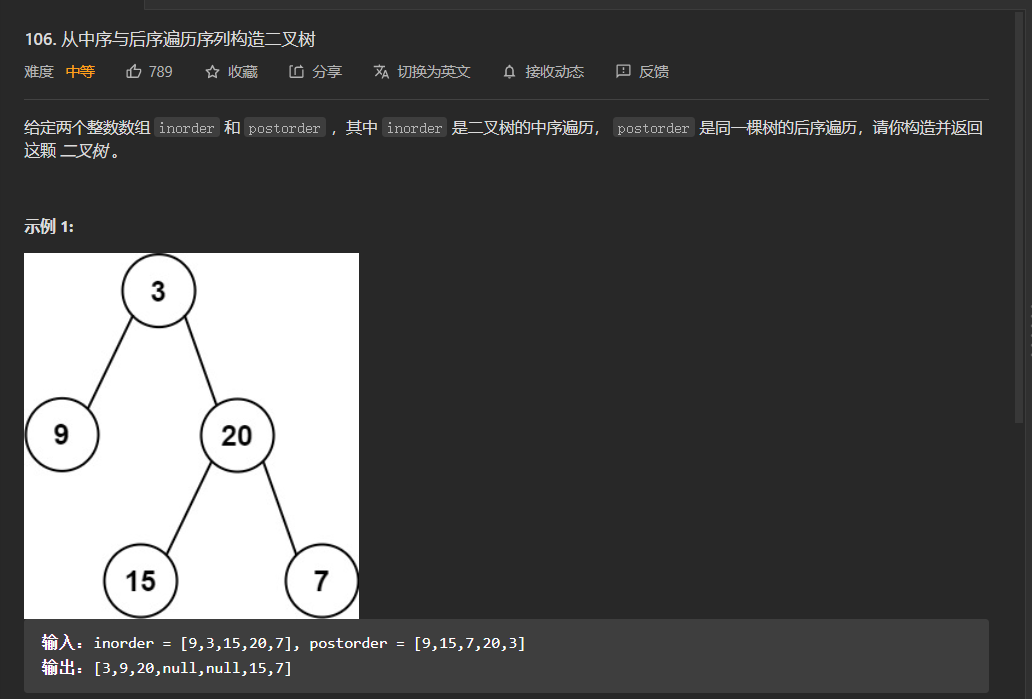 106. 从中序与后序遍历序列构造二叉树
难度 中等 789 收藏 分享 切换为英文 接收动态 反馈
给定两个整数数组 inorder 和 postorder ，其中 inorder 是二叉树的中序遍历， postorder 是同一棵树的后序遍历，请你构造并返回
这颗 二叉树 。
示例 1:
3
9
20
15
7
输入：inorder = [9,3,15,20,7], postorder = [9,15,7,20,3]
输出：[3,9,20,null,null,15,7]